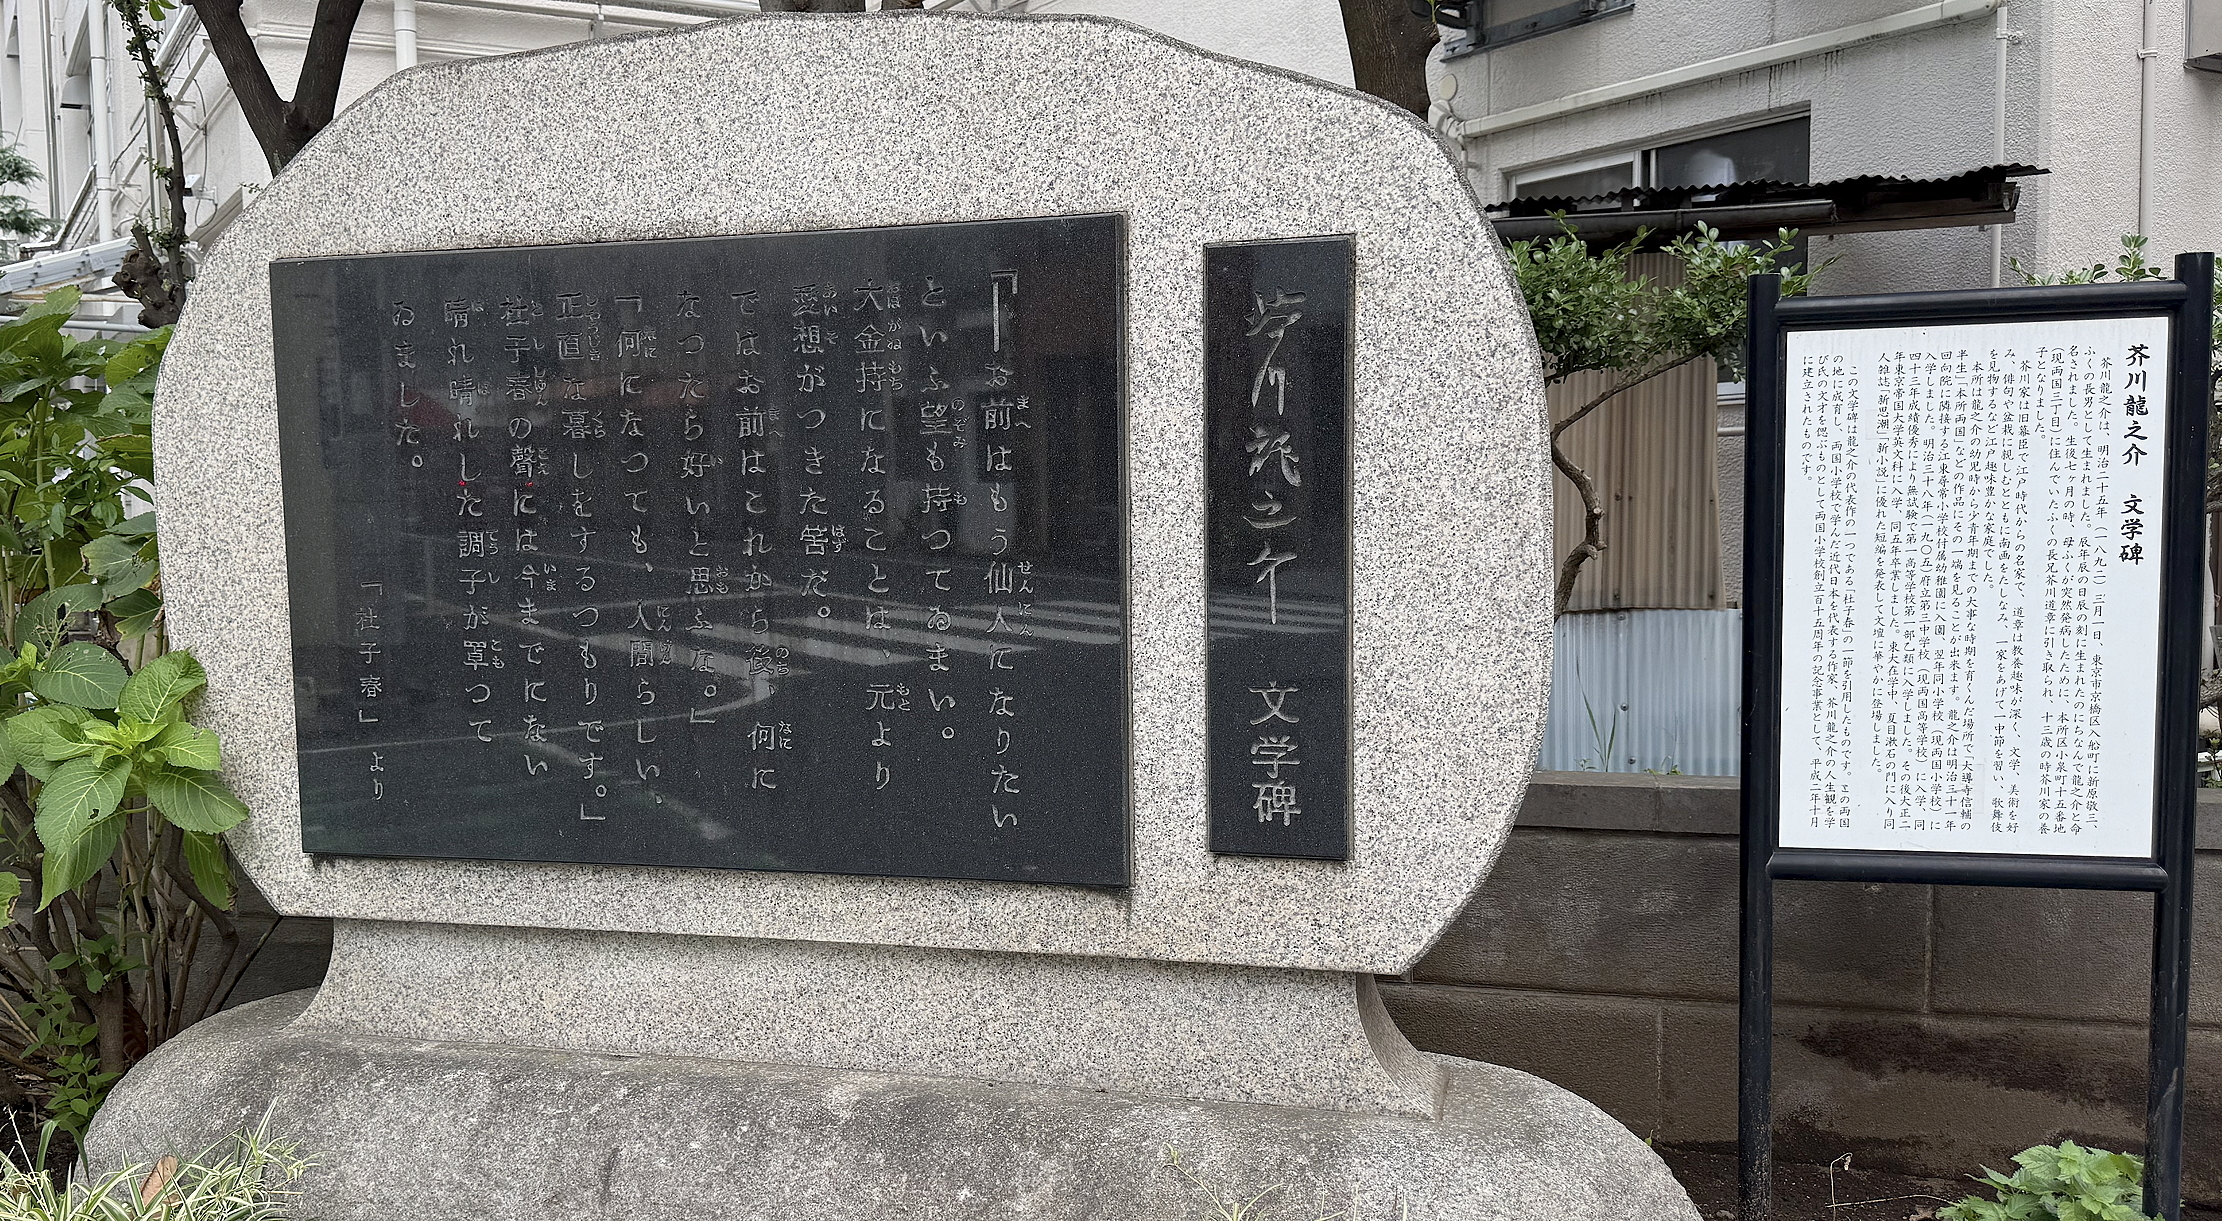 芥川龍之介 文学碑
「―お前はもう仙人になりたい
といふ望も持つてゐまい。
大金持になることは、元より
愛想がつきた筈だ。
ではお前はこれから後、何に
なつたら好いと思ふな。」
「何になつても、人間らしい、
正直な暮しをするつもりです。」
杜子春の聲には今までにない
晴れ晴れした調子が罩つて
ゐました。
「杜子春」より
芥川龍之介 文学碑
芥川龍之介は、明治二十五年(一八九二)三月一日、東京市京橋区入船町に新原敬三、
ふくの長男として生まれました。辰年辰の日辰の刻に生まれたのにちなんで龍之介と命
名されました。生後七ヶ月の時、母ふくが突然発病したために、本所区小泉町十五番地
(現両国三丁目)に住んでいたふくの長兄芥川道章に引き取られ、十三歳の時芥川家の養
子となりました。
芥川家は旧幕臣で江戸時代からの名家で、道章は教養趣味が深く、文学、美術を好
み、俳句や盆栽に親しむとともに南画をたしなみ、一家をあげて一中節を習い、歌舞伎
を見物するなど江戸趣味豊かな家庭でした。
本所は龍之介の幼児時から少青年期までの大事な時期を育くんだ場所で「大導寺信輔の
半生」「本所両国」などの作品にその一端を見ることが出来ます。龍之介は明治三十一年
回向院に隣接する江東尋常小学校付属幼稚園に入園、翌年同小学校(現両国小学校)に
入学しました。明治三十八年(一九〇五)府立第三中学校(現両国高等学校)に入学、同
四十三年成績優秀により無試験で第一高等学校第一部乙類に入学しました。その後大正二
年東京帝国大学英文科に入学、同五年卒業しました。東大在学中、夏目漱石の門に入り同
人雑誌「新思潮」「新小説」に優れた短編を発表して文壇に華やかに登場しました。
この文学碑は龍之介の代表作の一つである「杜子春」の一節を引用したものです。この両国
の地に成育し、両国小学校で学んだ近代日本を代表する作家、芥川龍之介の人生観を学
び氏の文才を偲ぶものとして両国小学校創立百十五周年の記念事業として、平成二年十月
に建立されたものです。